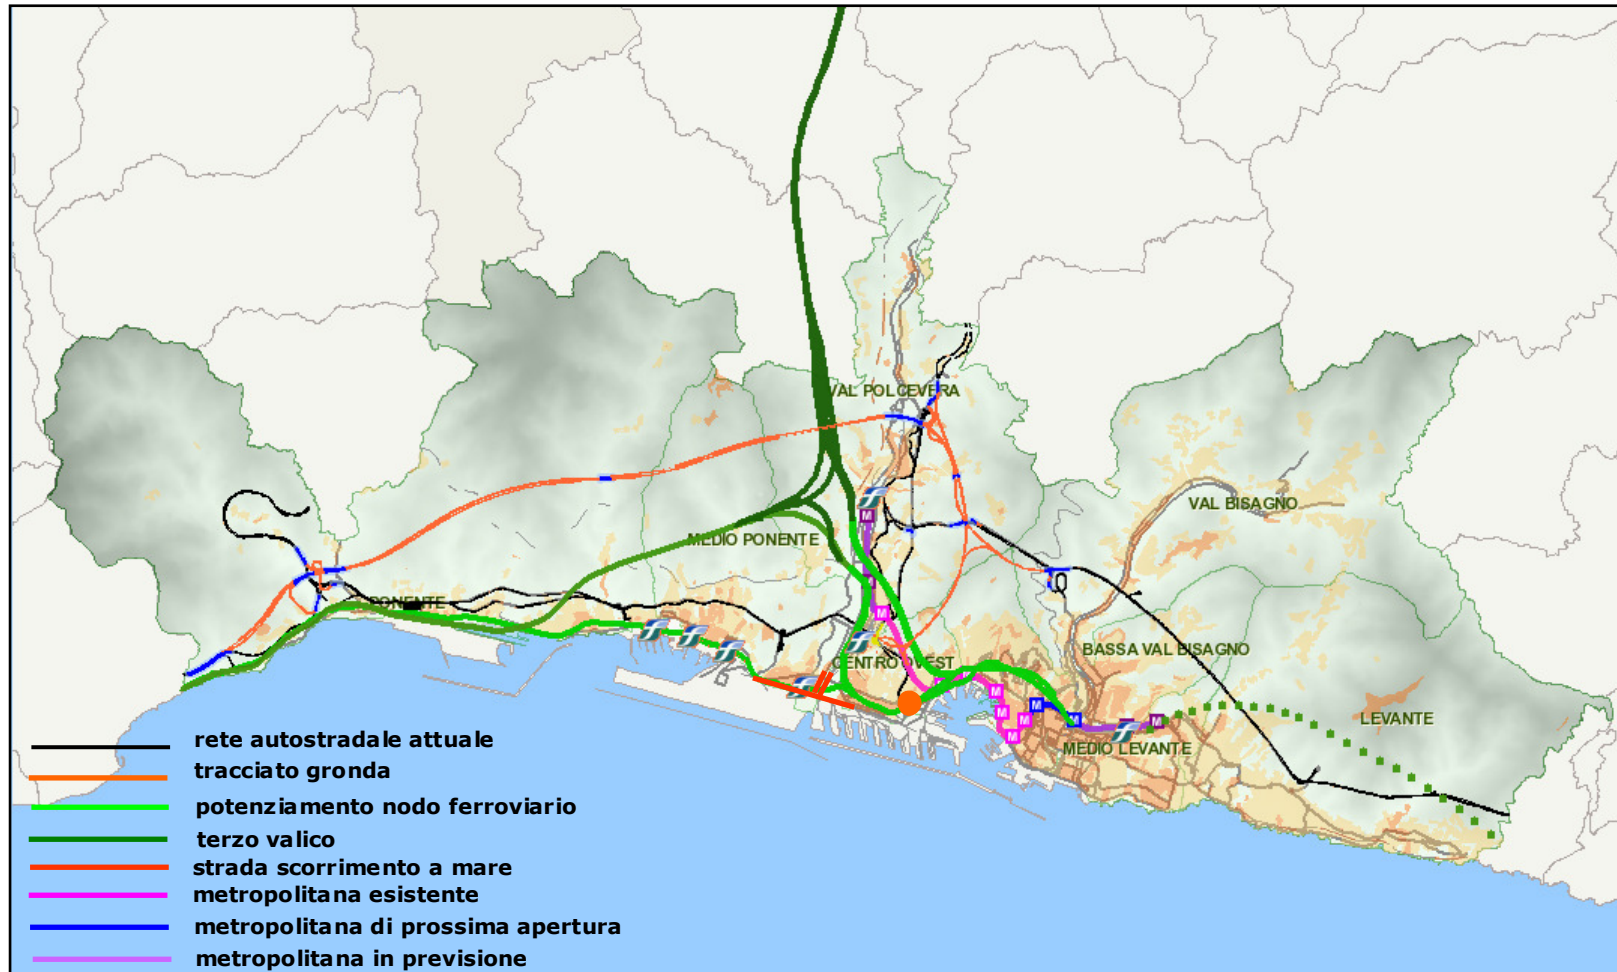 VAL POLCEVERA
M
VAL BISAGNO
MEDIO PONENTE
M
PONENTE
M
CENTRO OVEST
BASSA VAL BISAGNO
M
M
M
M
M
M
M
LEVANTE
MEDIO LEVANTE
rete autostradale attuale
tracciato gronda
potenziamento nodo ferroviario
terzo valico
strada scorrimento a mare
metropolitana esistente
metropolitana di prossima apertura
metropolitana in previsione